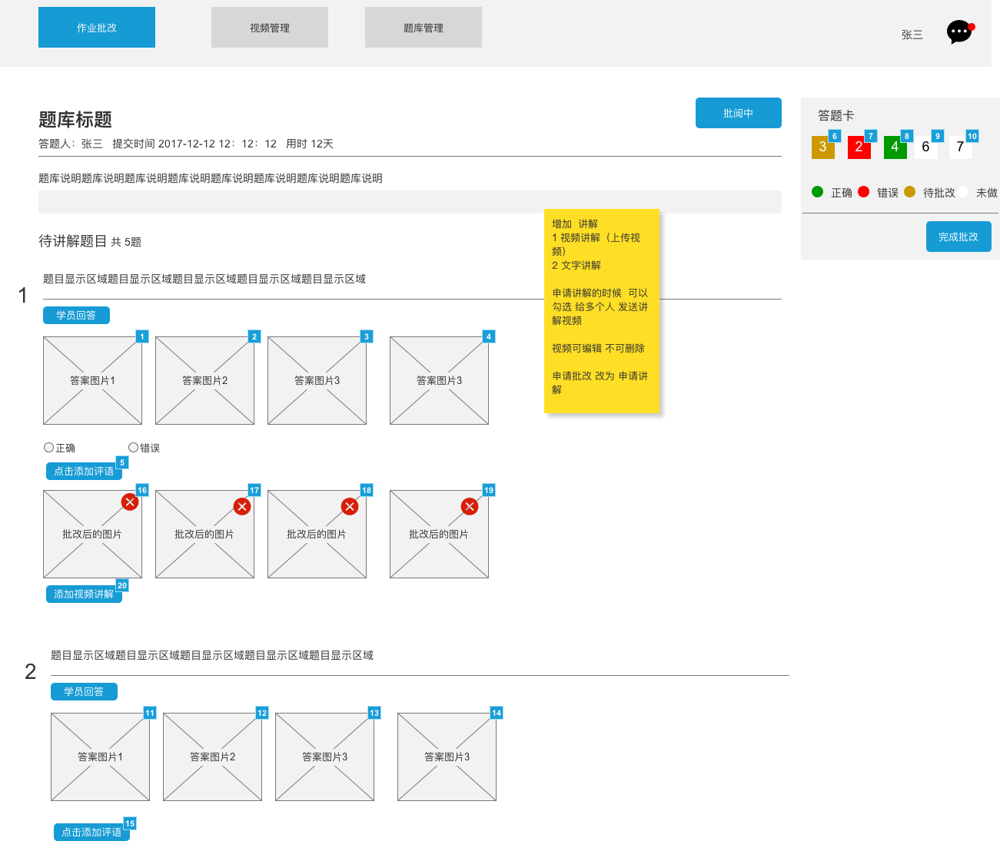 作业批改
视频管理
题库管理
张三
题库标题
批阅中
答题人：张三 提交时间 2017-12-12 12：12：12 用时 12天
题库说明题库说明题库说明题库说明题库说明题库说明题库说明题库说明
答题卡
3 6 2 7 4 8 6 9 7 10
正确 错误 待批改 未做
完成批改
待讲解题目 共 5题
增加 讲解
1 视频讲解（上传视
频）
2 文字讲解
申请讲解的时候 可以
勾选 给多个人 发送讲
解视频
视频可编辑 不可删除
申请批改 改为 申请讲
解
1
题目显示区域题目显示区域题目显示区域题目显示区域题目显示区域
学员回答
1 2 3 4
答案图片1 答案图片2 答案图片3 答案图片3
正确 错误
点击添加评语 5
16 17 18 19
批改后的图片 批改后的图片 批改后的图片 批改后的图片
添加视频讲解 20
2
题目显示区域题目显示区域题目显示区域题目显示区域题目显示区域
学员回答
11 12 13 14
答案图片1 答案图片2 答案图片3 答案图片3
点击添加评语 15